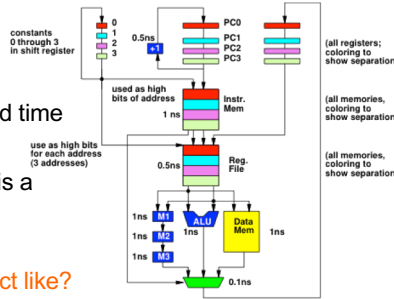 constants
0 through 3
in shift register
0
1
2
3
0.5ns
+1
PC0
PC1
PC2
PC3
(all registers;
coloring to
show separation
used as high
bits of address
Instr.
Mem
1 ns
(all memories,
coloring to
show separation
d time
use as high bits
for each address
(3 addresses)
0.5ns
Reg.
File
(all memories,
coloring to
show separation
is a
1ns
M1
ALU
1ns
Data
Mem
1ns
1ns
M2
1ns
M3
0.1ns
ct like?